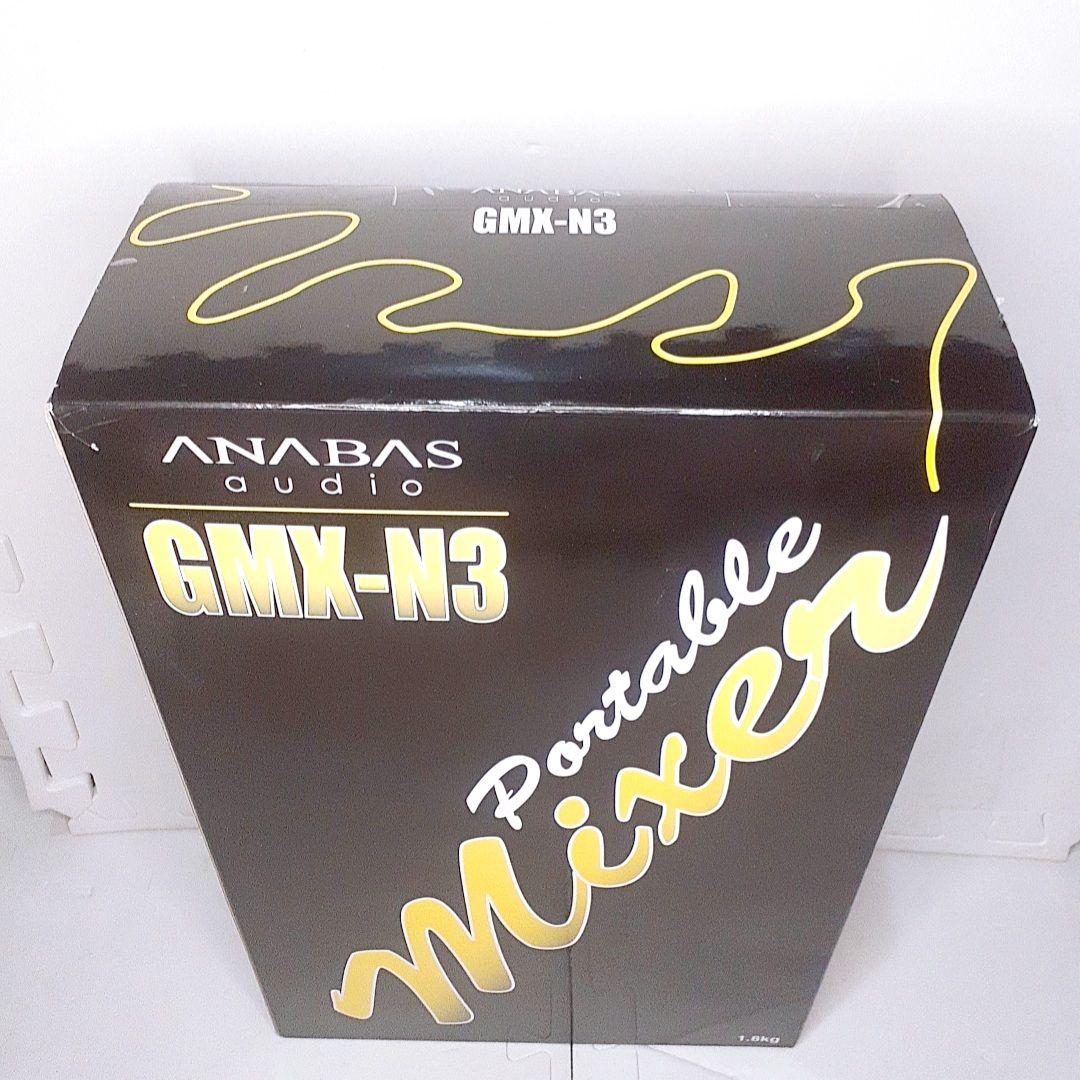 ANABAS
audio
GMX-N3
ANABAS
audio
GMX-N3
Portable
Mixer
1.8kg